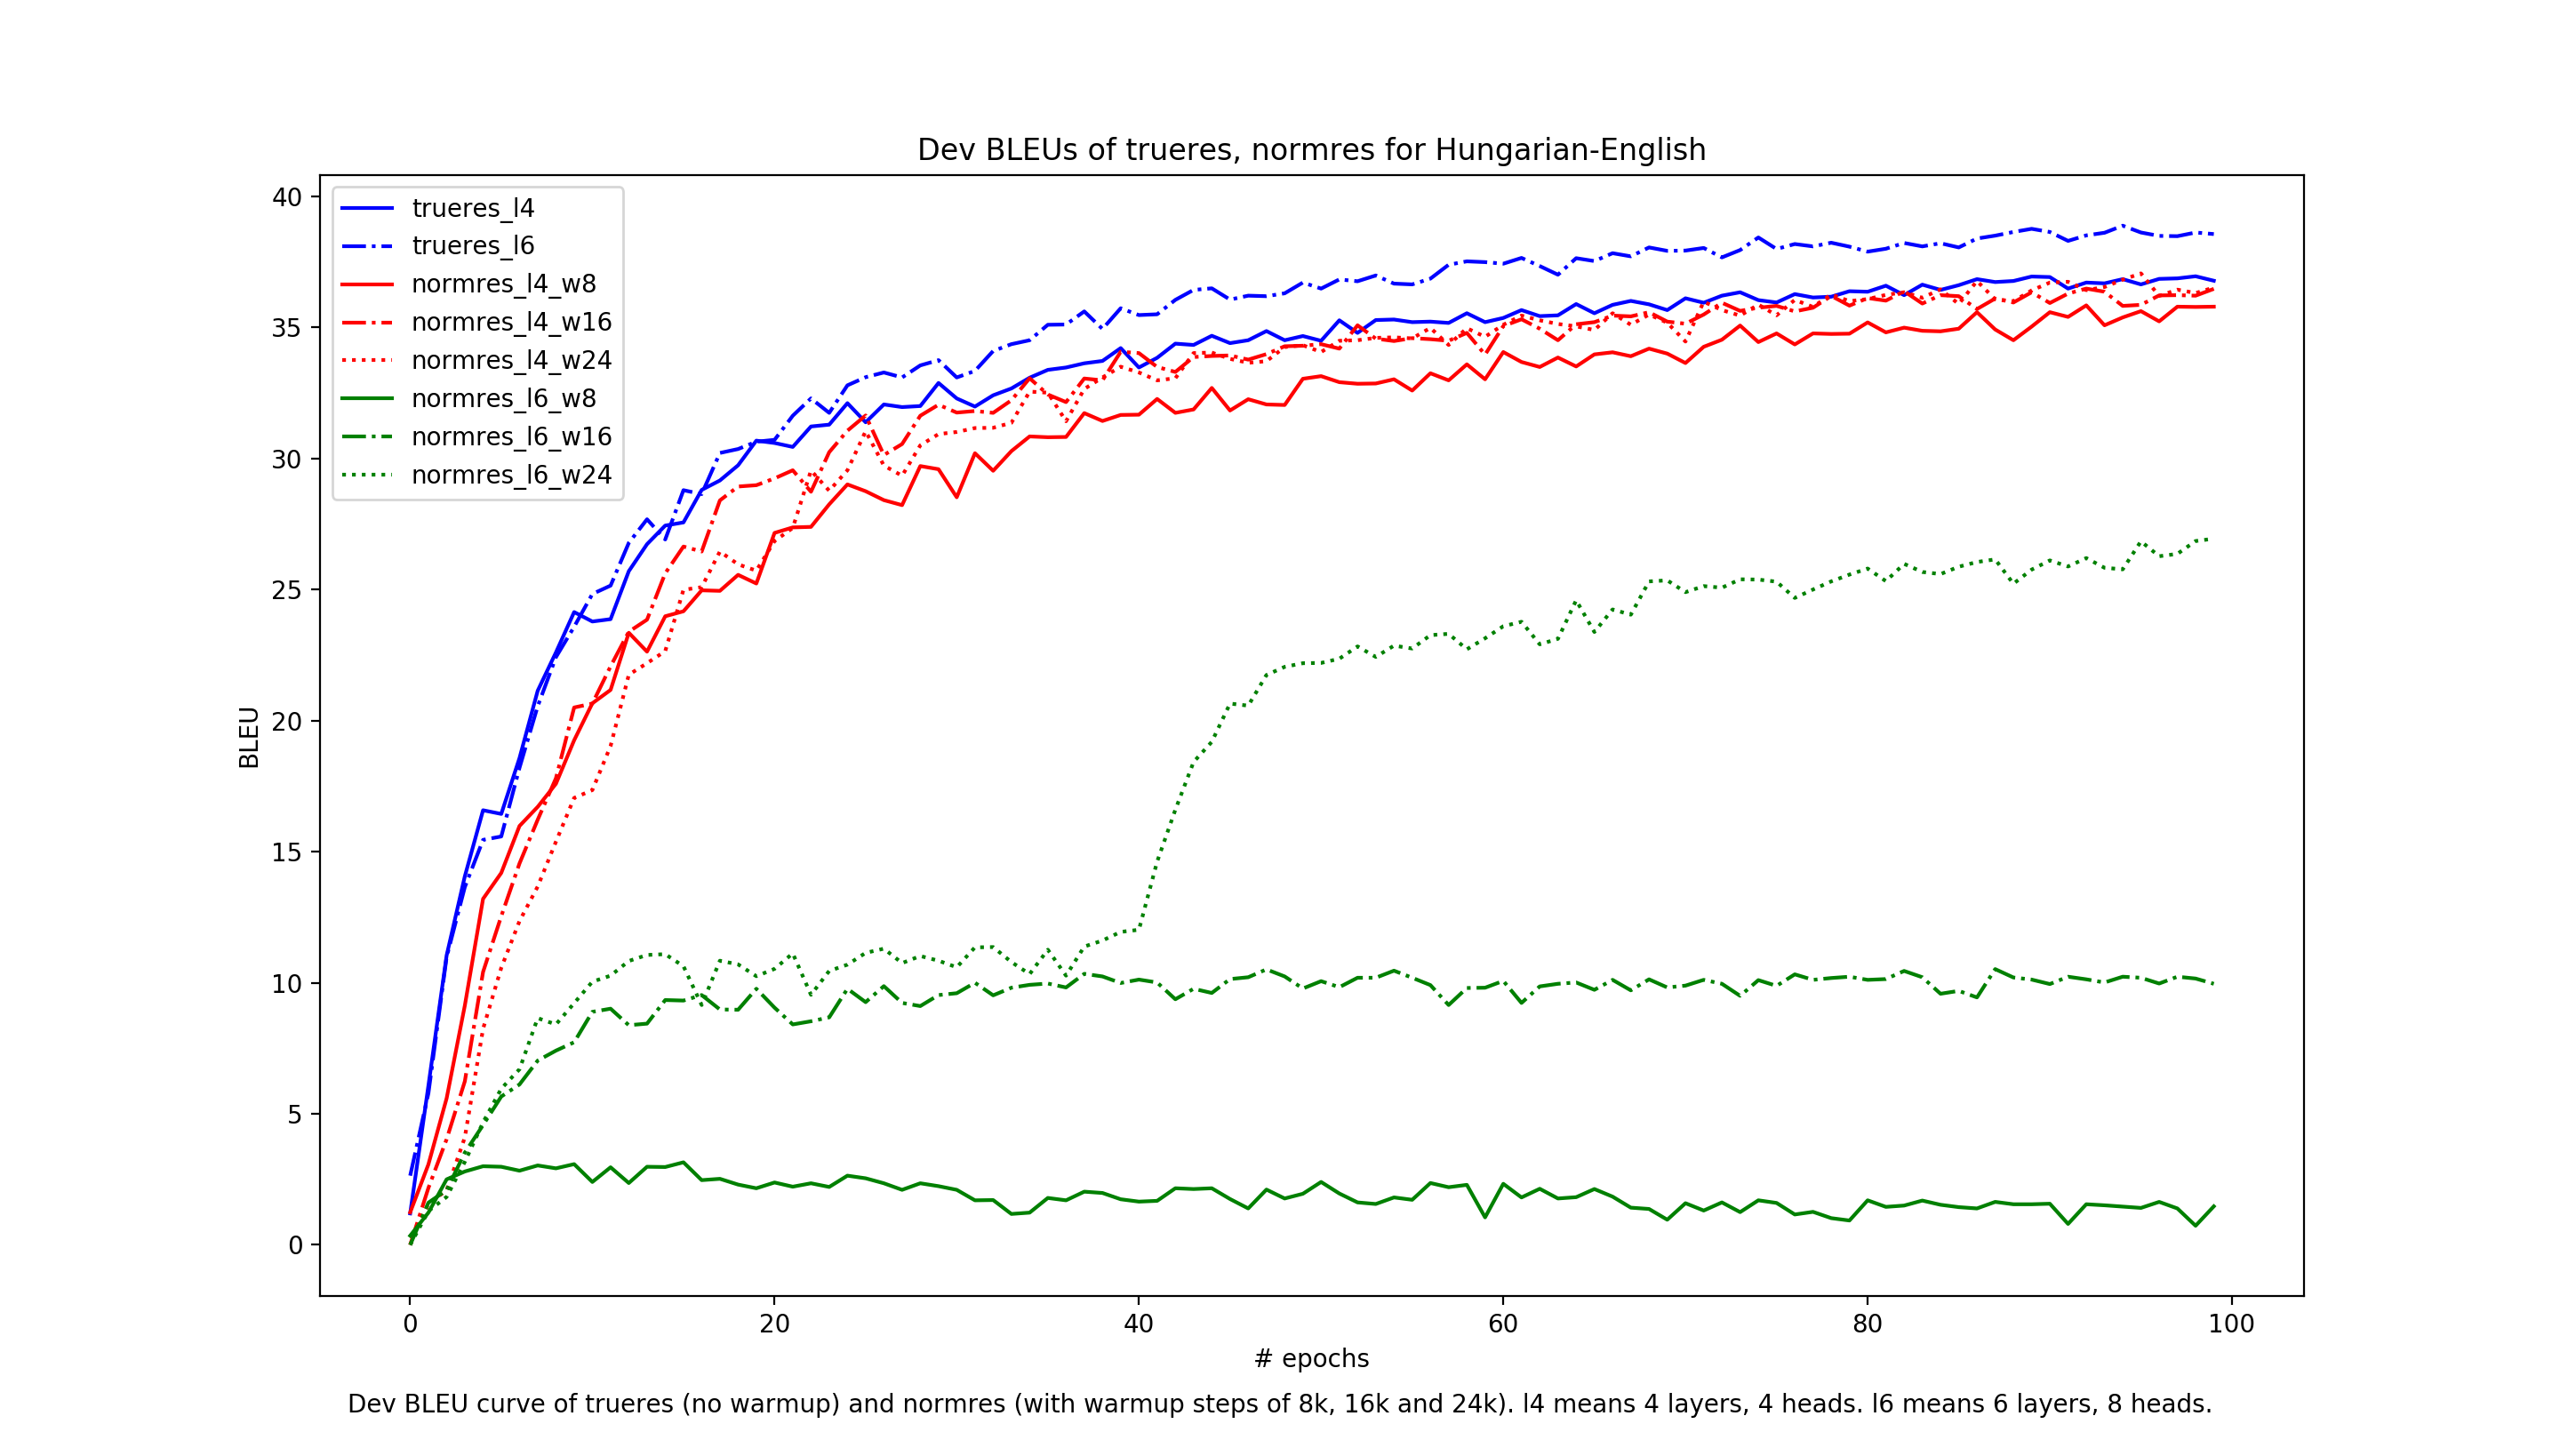 Dev BLEUs of trueres, normres for Hungarian-English
trueres_l4
trueres_l6
normres_l4_w8
normres_l4_w16
normres_l4_w24
normres_l6_w8
normres_l6_w16
normres_l6_w24
BLEU
40
35
30
25
20
15
10
5
0
0 20 40 60 80 100
# epochs
Dev BLEU curve of trueres (no warmup) and normres (with warmup steps of 8k, 16k and 24k). l4 means 4 layers, 4 heads. l6 means 6 layers, 8 heads.